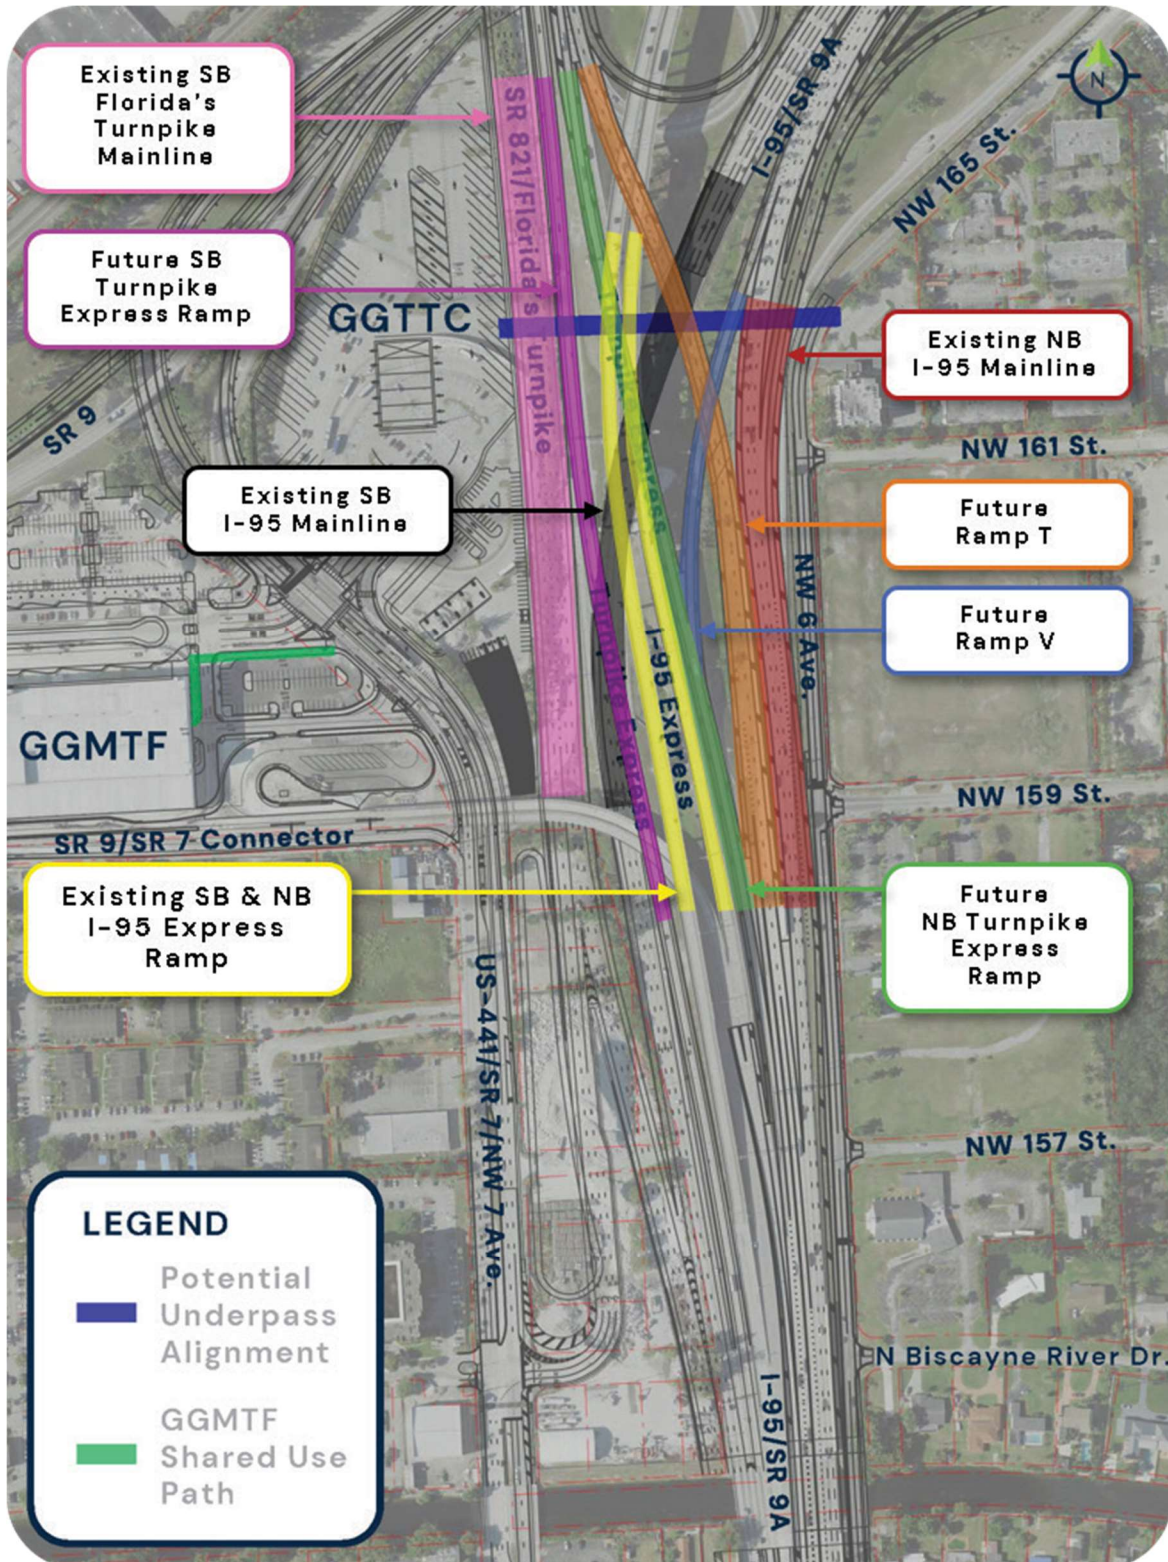 Existing SB
Florida's
Turnpike
Mainline
N
I-95/SR 9A
NW 165 St.
SR 821/Florida's Turnpike
Future SB
Turnpike
Express Ramp
GGTTC
Existing NB
I-95 Mainline
SR 9
NW 161 St.
Turnpike Express
Existing SB
I-95 Mainline
Future
Ramp T
NW 6 Ave.
Future
Ramp V
Turnpike Express
I-95 Express
GGMTF
NW 159 St.
SR 9/SR 7 Connector
Existing SB & NB
I-95 Express
Ramp
Future
NB Turnpike
Express
Ramp
US-441/SR 7/NW 7 Ave.
NW 157 St.
LEGEND
Potential
Underpass
Alignment
GGMTF
Shared Use
Path
N Biscayne River Dr.
I-95/SR 9A